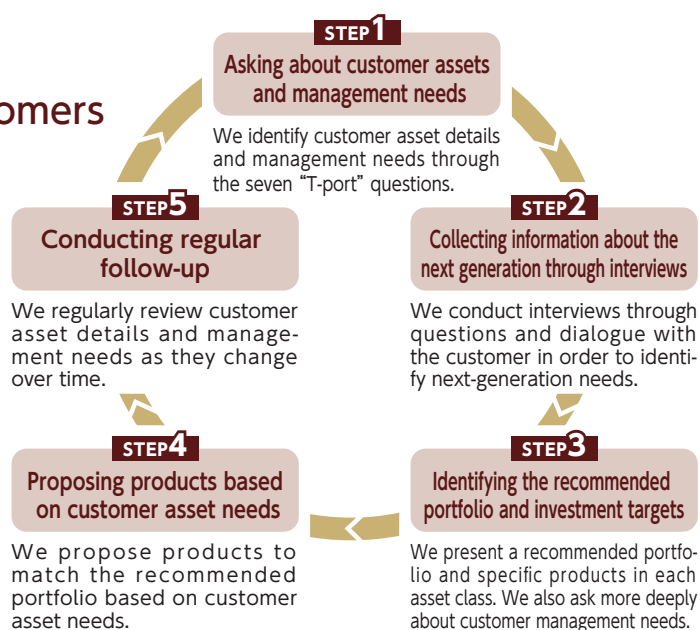 omers
STEP1
Asking about customer assets
and management needs
We identify customer asset details
and management needs through
the seven “T-port” questions.
STEP2
Collecting information about the
next generation through interviews
We conduct interviews through
questions and dialogue with
the customer in order to identi-
fy next-generation needs.
STEP3
Identifying the recommended
portfolio and investment targets
We present a recommended portfo-
lio and specific products in each
asset class. We also ask more deeply
about customer management needs.
STEP4
Proposing products based
on customer asset needs
We propose products to
match the recommended
portfolio based on customer
asset needs.
STEP5
Conducting regular
follow-up
We regularly review customer
asset details and manage-
ment needs as they change
over time.